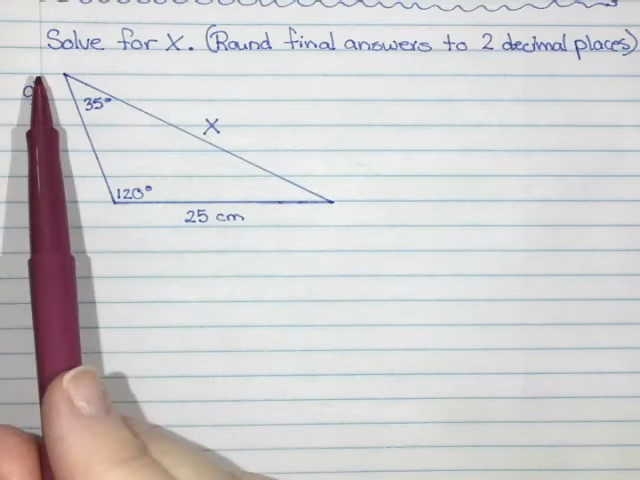 Solve for X. (Round final answers to 2 decimal places)
35°
X
120°
25 cm